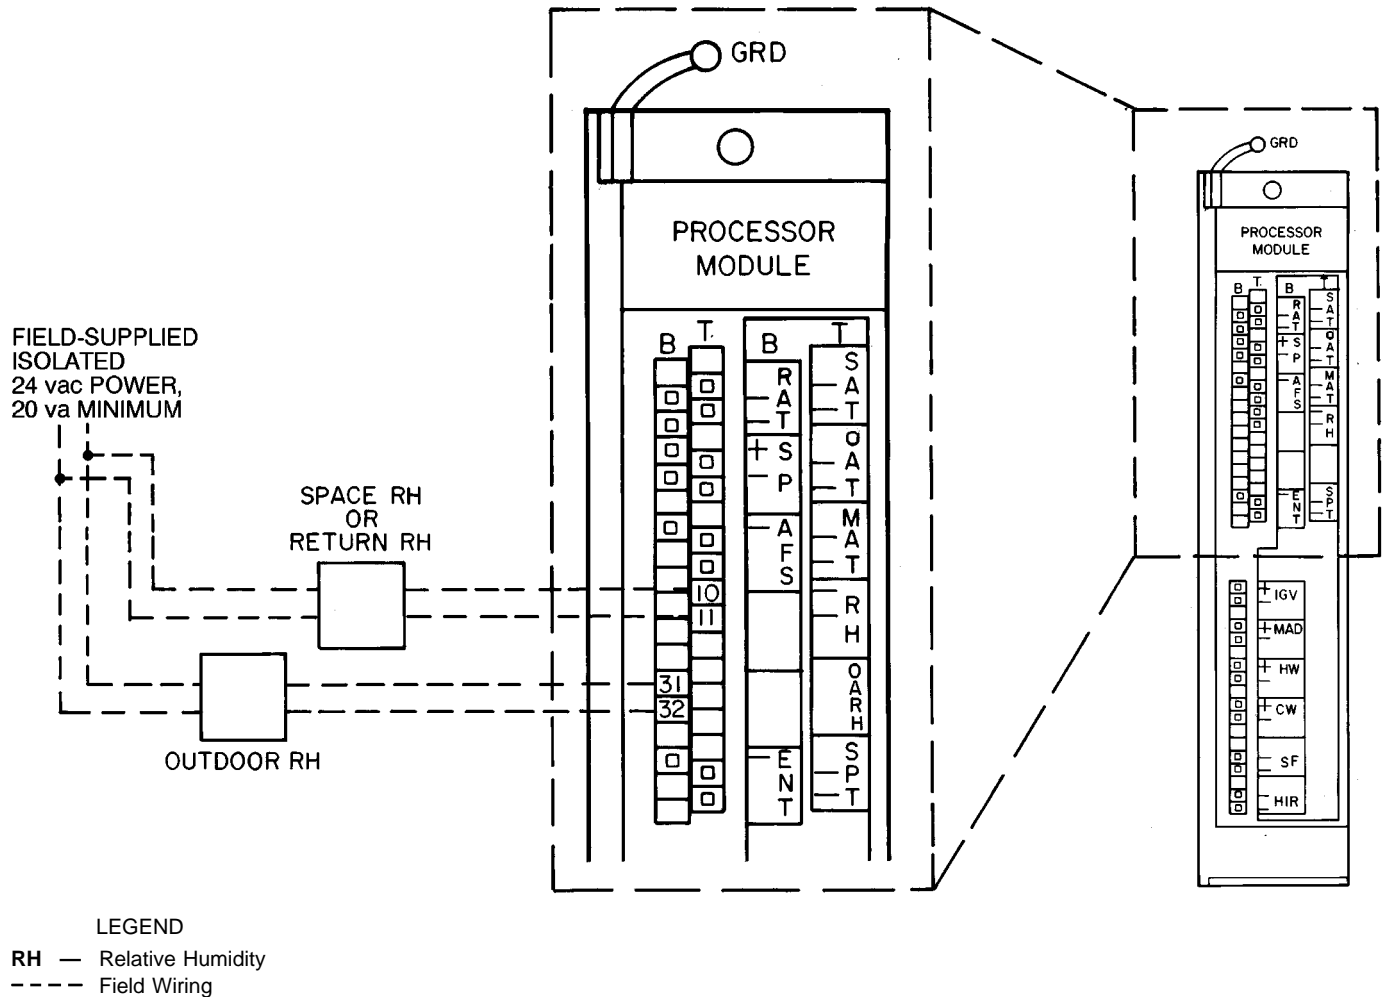 GRD
PROCESSOR
MODULE
FIELD-SUPPLIED
ISOLATED
24 vac POWER,
20 va MINIMUM
SPACE RH
OR
RETURN RH
OUTDOOR RH
B
T
10
11
31
32
B
T
RAT
+ SP -
AFS
ENT
SAT
OAT
MAT
RH
OARH
SPT
GRD
PROCESSOR
MODULE
B
T
B
T
RAT
+ SP -
AFS
ENT
SAT
OAT
MAT
RH
SPT
+ IGV -
+ MAD -
+ HW -
+ CW -
SF
HIR
LEGEND
RH — Relative Humidity
----- Field Wiring